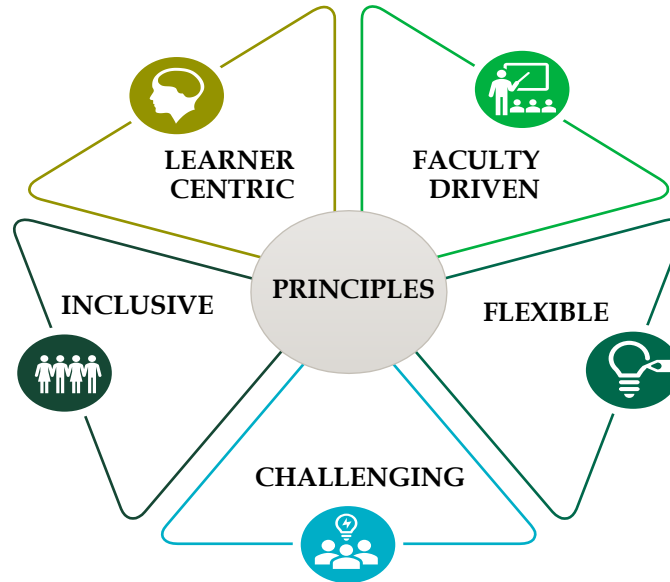 LEARNER
CENTRIC
FACULTY
DRIVEN
PRINCIPLES
INCLUSIVE
FLEXIBLE
CHALLENGING